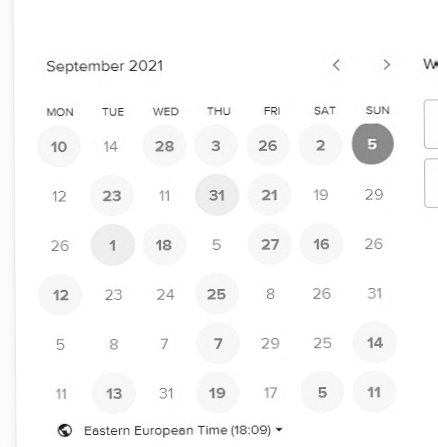 September 2021 < >
MON TUE WED THU FRI SAT SUN
10 14 28 3 26 2 5
12 23 11 31 21 19 29
26 1 18 5 27 16 26
12 23 24 25 8 26 31
5 8 7 7 29 25 14
11 13 31 19 17 5 11
Eastern European Time (18:09)